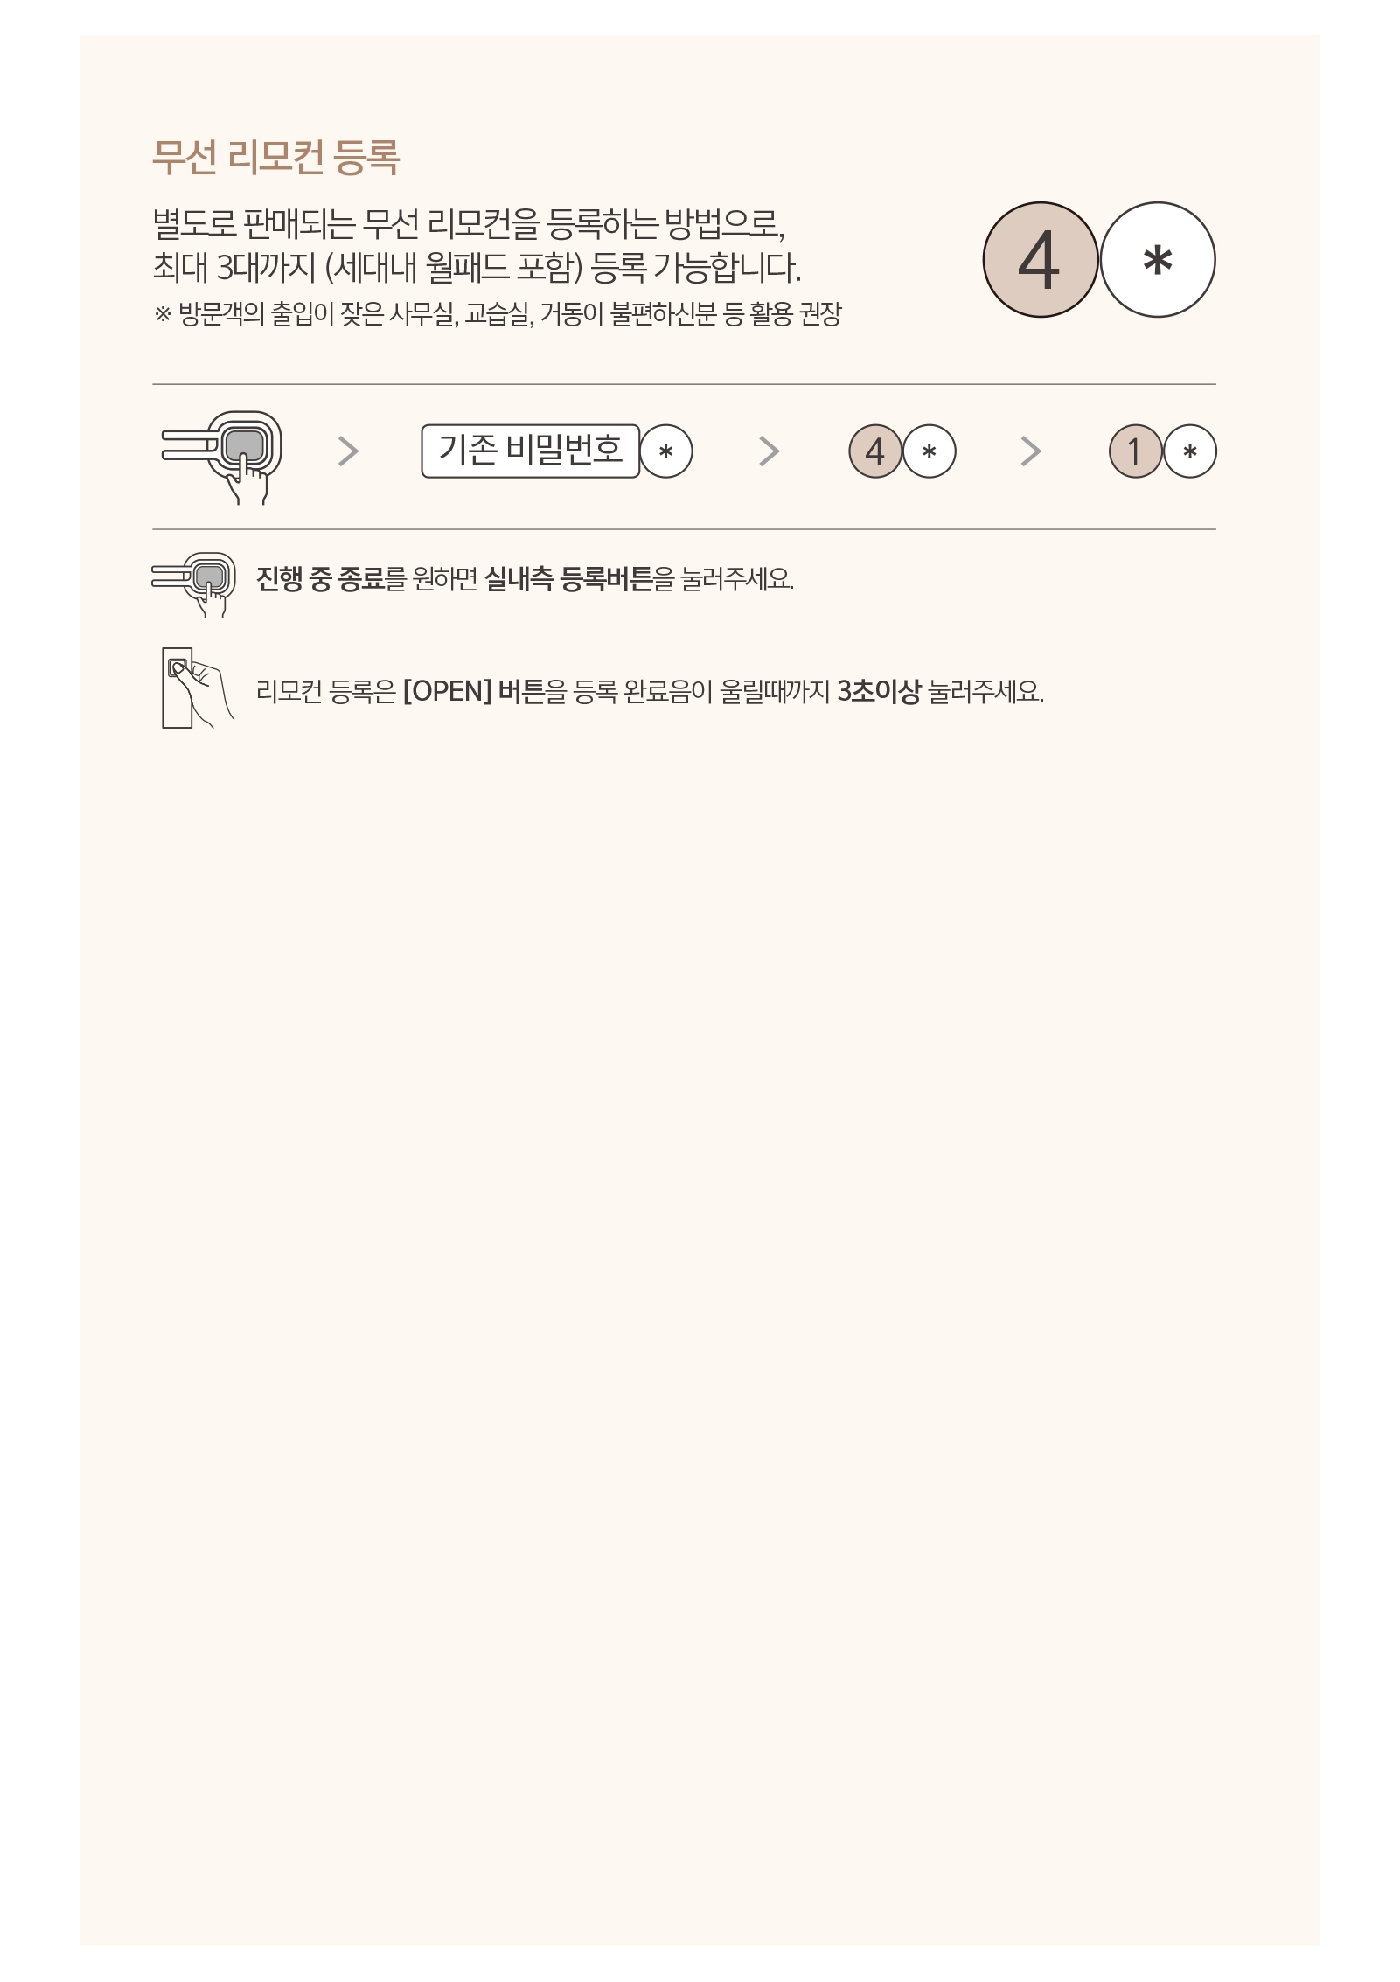 무선 리모컨 등록
별도로 판매되는 무선 리모컨을 등록하는 방법으로,
최대 3대까지 (세대내 월패드 포함) 등록 가능합니다.
※ 방문객의 출입이 잦은 사무실, 교습실, 거동이 불편하신분 등 활용 권장
4 *
기존 비밀번호 * > 4 * > 1 *
진행 중 종료를 원하면 실내측 등록버튼을 눌러주세요.
리모컨 등록은 [OPEN] 버튼을 등록 완료음이 울릴때까지 3초이상 눌러주세요.